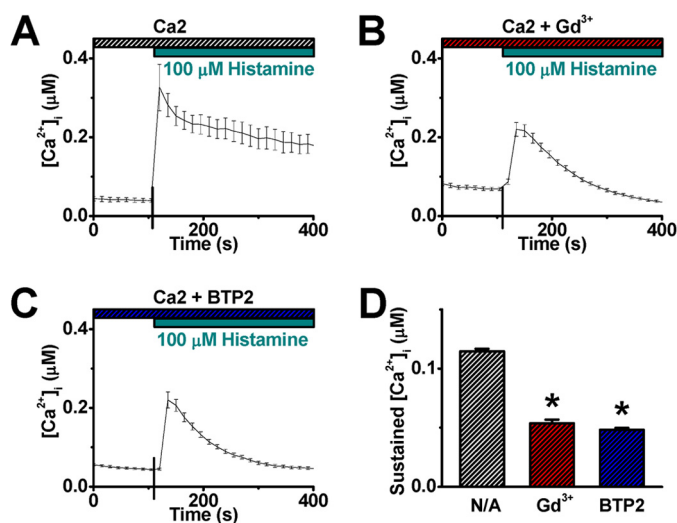 A
Ca2
100 μM Histamine
[Ca²⁺]ᵢ (μM)
0.4
0.2
0.0
0
200
400
Time (s)
B
Ca2 + Gd³⁺
100 μM Histamine
[Ca²⁺]ᵢ (μM)
0.4
0.2
0.0
0
200
400
Time (s)
C
Ca2 + BTP2
100 μM Histamine
[Ca²⁺]ᵢ (μM)
0.4
0.2
0.0
0
200
400
Time (s)
D
Sustained [Ca²⁺]ᵢ (μM)
0.1
0.0
* *
N/A Gd³⁺ BTP2